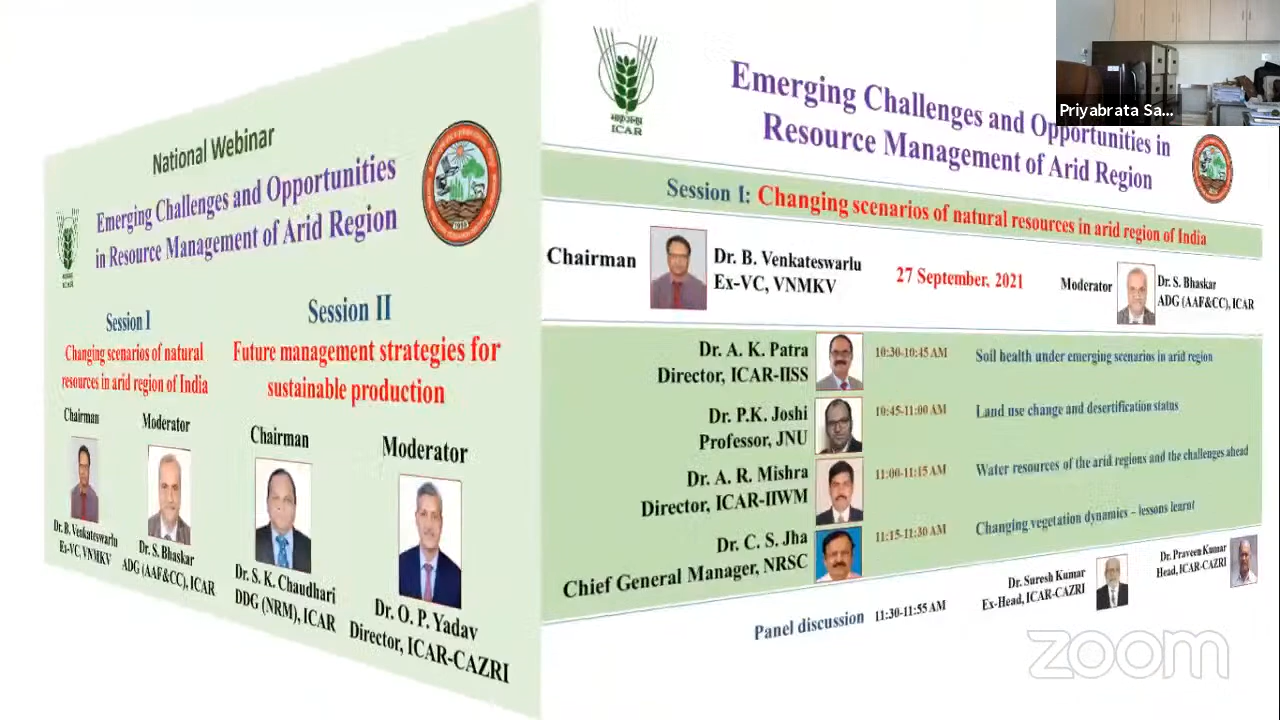 National Webinar
Emerging Challenges and Opportunities
in Resource Management of Arid Region
Session I
Changing scenarios of natural
resources in arid region of India
Chairman
Dr. B. Venkateswarlu
Ex-VC, VNMKV
Moderator
Dr. S. Bhaskar
ADG (AAF&CC), ICAR
Session II
Future management strategies for
sustainable production
Chairman
Dr. S. K. Chaudhari
DDG (NRM), ICAR
Moderator
Dr. O. P. Yadav
Director, ICAR-CAZRI
ICAR
Emerging Challenges and Opportunities in
Resource Management of Arid Region
Session I: Changing scenarios of natural resources in arid region of India
Chairman
Dr. B. Venkateswarlu
Ex-VC, VNMKV
27 September, 2021
Moderator
Dr. S. Bhaskar
ADG (AAF&CC), ICAR
Dr. A. K. Patra
Director, ICAR-IISS
10:30-10:45 AM
Soil health under emerging scenarios in arid region
Dr. P.K. Joshi
Professor, JNU
10:45-11:00 AM
Land use change and desertification status
Dr. A. R. Mishra
Director, ICAR-IIWM
11:00-11:15 AM
Water resources of the arid regions and the challenges ahead
Dr. C. S. Jha
Chief General Manager, NRSC
11:15-11:30 AM
Changing vegetation dynamics – lessons learnt
Panel discussion 11:30-11:55 AM
Dr. Suresh Kumar
Ex-Head, ICAR-CAZRI
Dr. Praveen Kumar
Head, ICAR-CAZRI
Priyabrata Sa...
zoom